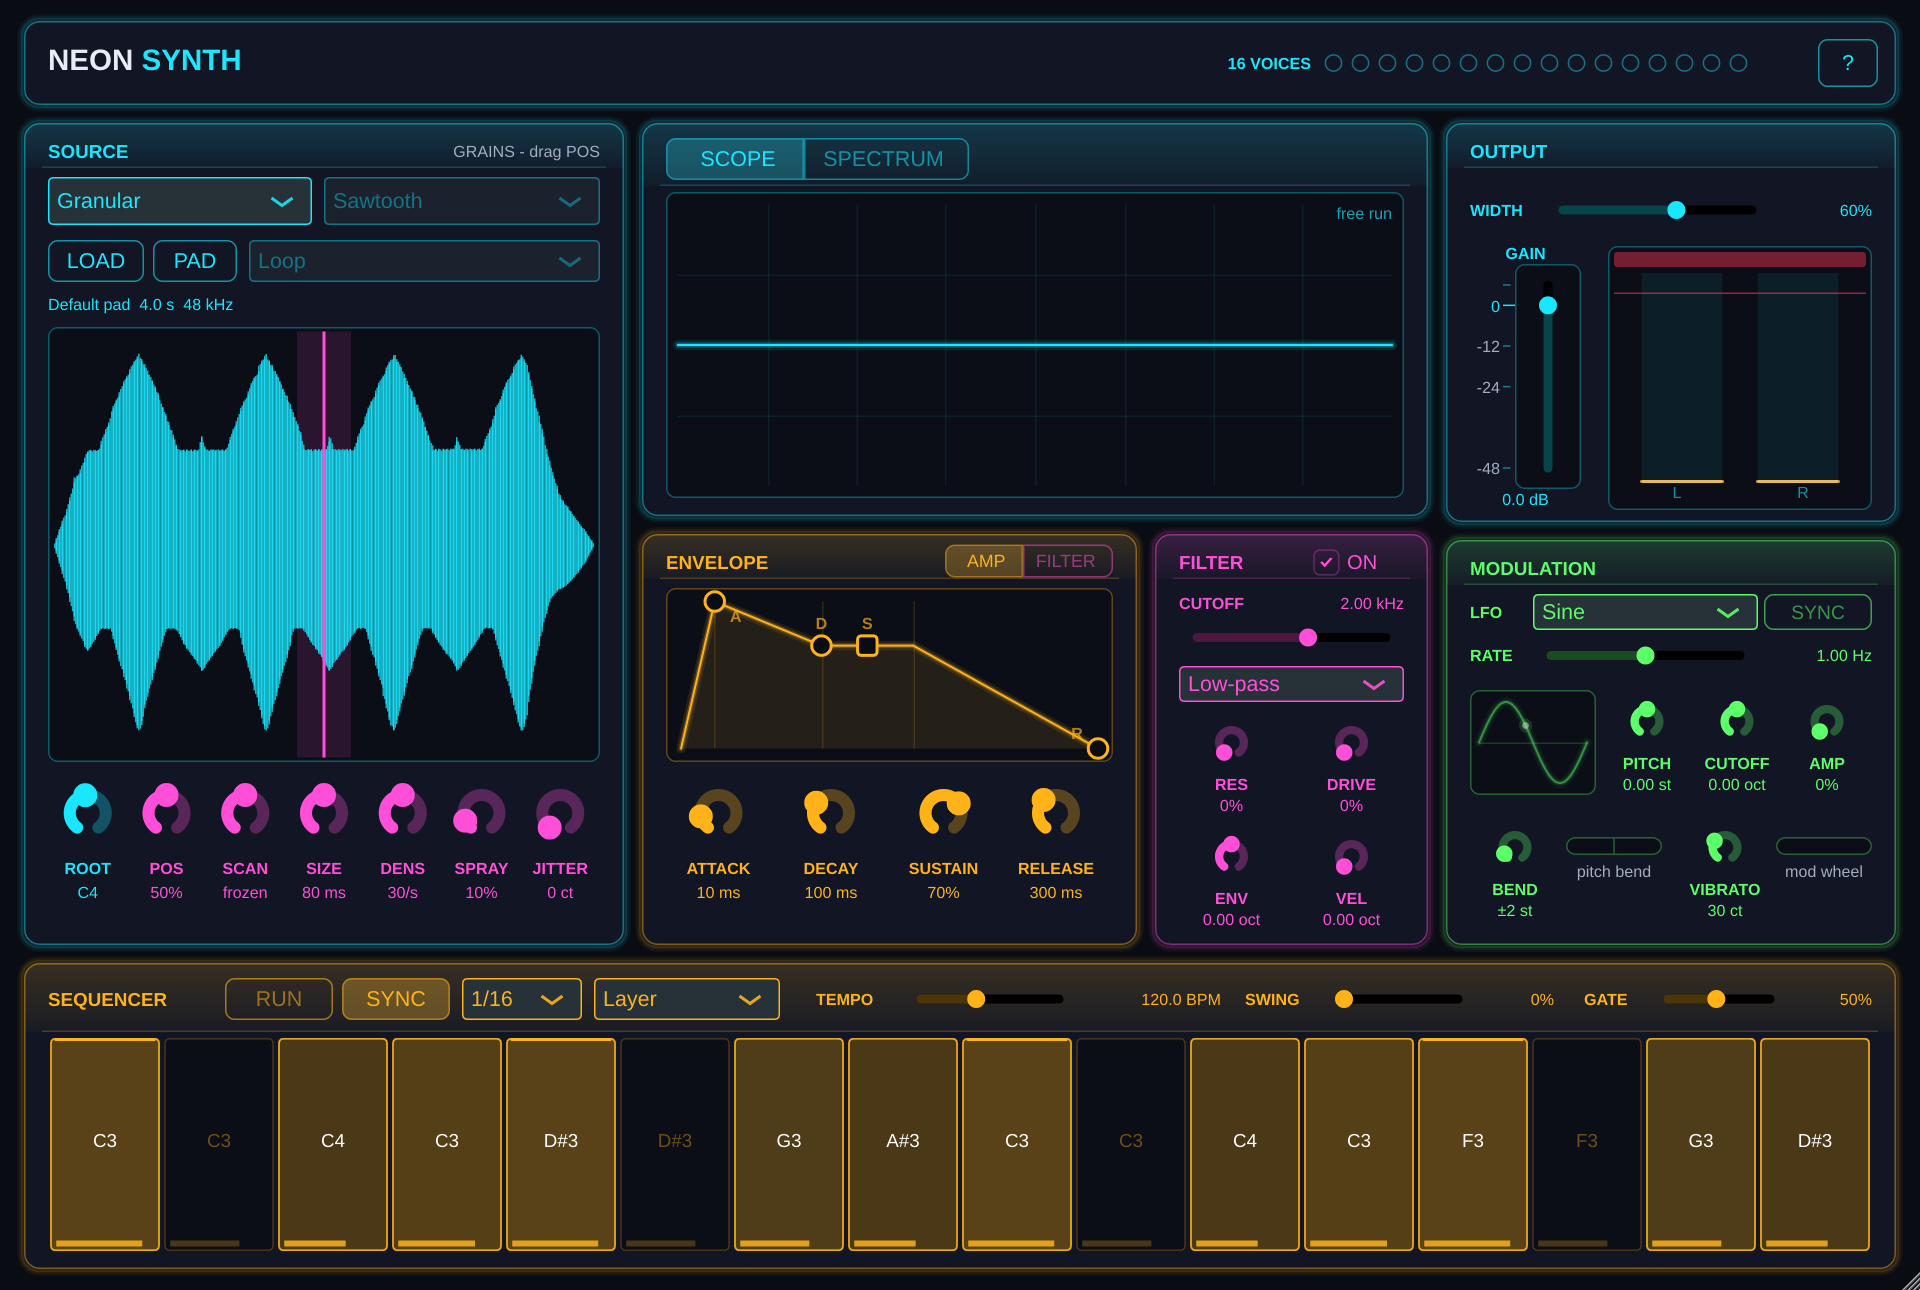 NEON SYNTH
16 VOICES
?
SOURCE
GRAINS - drag POS
Granular
Sawtooth
LOAD
PAD
Loop
Default pad 4.0 s 48 kHz
ROOT
POS
SCAN
SIZE
DENS
SPRAY
JITTER
C4
50%
frozen
80 ms
30/s
10%
0 ct
SCOPE
SPECTRUM
free run
OUTPUT
WIDTH
60%
GAIN
0
-12
-24
-48
0.0 dB
L
R
ENVELOPE
AMP
FILTER
A
D
S
R
ATTACK
DECAY
SUSTAIN
RELEASE
10 ms
100 ms
70%
300 ms
FILTER
ON
CUTOFF
2.00 kHz
Low-pass
RES
DRIVE
0%
0%
ENV
VEL
0.00 oct
0.00 oct
MODULATION
LFO
Sine
SYNC
RATE
1.00 Hz
PITCH
CUTOFF
AMP
0.00 st
0.00 oct
0%
BEND
pitch bend
VIBRATO
mod wheel
±2 st
30 ct
SEQUENCER
RUN
SYNC
1/16
Layer
TEMPO
120.0 BPM
SWING
0%
GATE
50%
C3
C3
C4
C3
D#3
D#3
G3
A#3
C3
C3
C4
C3
F3
F3
G3
D#3